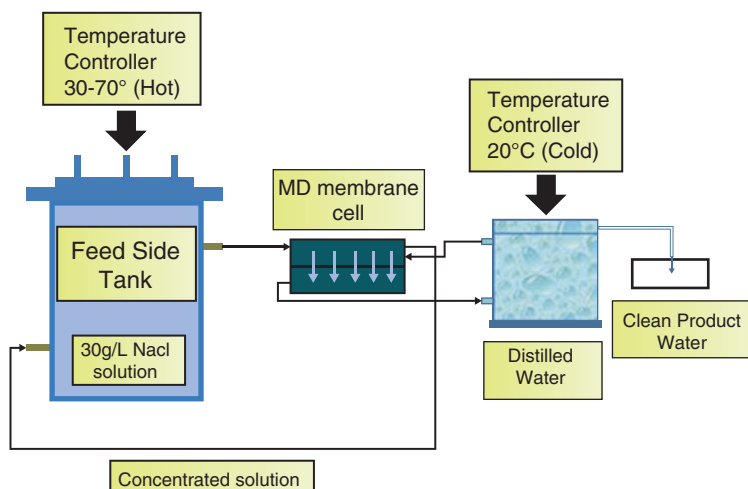 Temperature
Controller
30-70° (Hot)
Temperature
Controller
20°C (Cold)
MD membrane
cell
Feed Side
Tank
30g/L Nacl
solution
Clean Product
Water
Distilled
Water
Concentrated solution